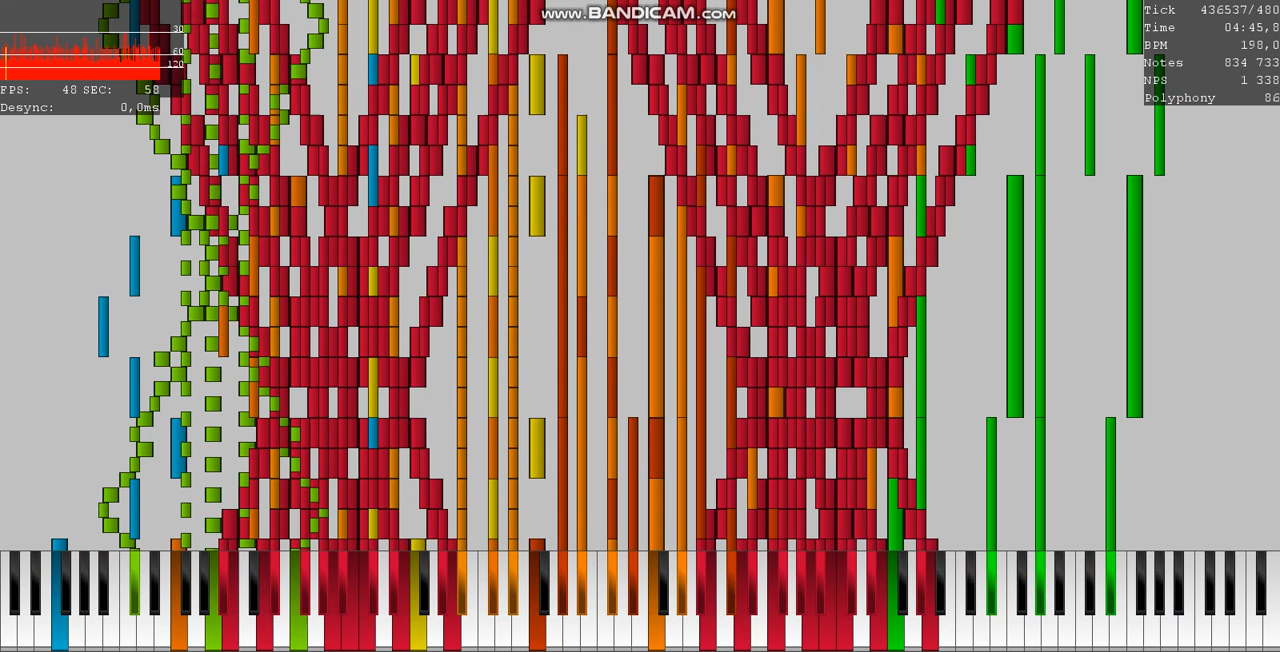 www.BANDICAM.com
30
60
120
FPS: 48 SEC: 58
Desync: 0,0ms
Tick 436537/480
Time 04:45,8
BPM 198,0
Notes 834 733
NPS 1 338
Polyphony 86